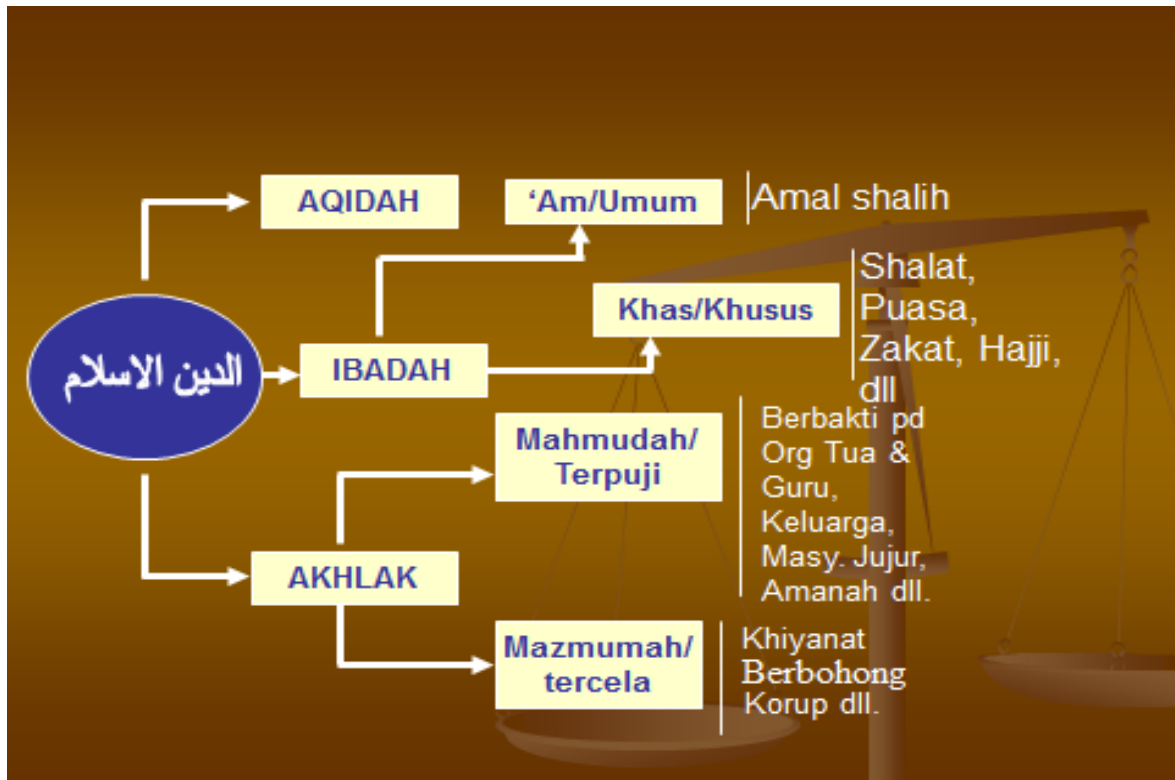 الدين الاسلام
AQIDAH
IBADAH
‘Am/Umum
Amal shalih
Khas/Khusus
Shalat,
Puasa,
Zakat, Hajji,
dll
AKHLAK
Mahmudah/
Terpuji
Berbakti pd
Org Tua &
Guru,
Keluarga,
Masy. Jujur,
Amanah dll.
Mazmumah/
tercela
Khiyanat
Berbohong
Korup dll.